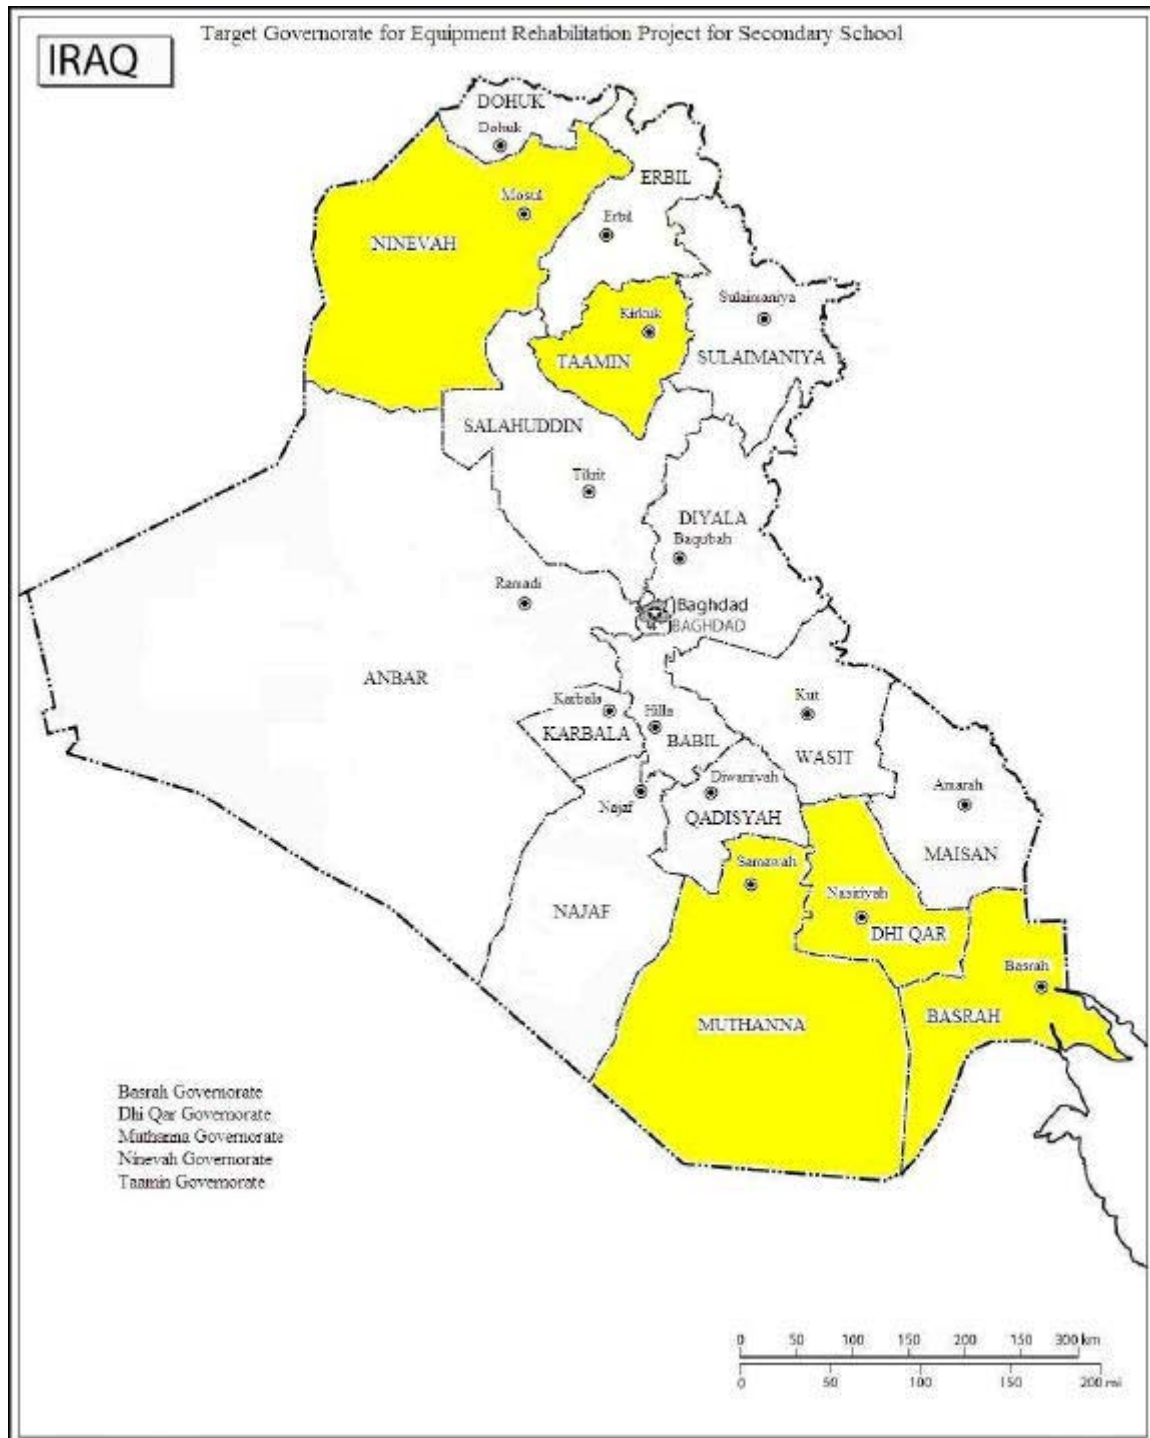 Target Governorate for Equipment Rehabilitation Project for Secondary School
IRAQ
DOHUK
Dohuk
ERBIL
Mosul
Erbil
NINEVAH
Sulaimaniya
Kirkuk
TAAMIN
SULAIMANIYA
SALAHUDDIN
Tikrit
DIYALA
Baqubah
Ramadi
Baghdad
BAGHDAD
ANBAR
Karbala
Kut
Hilla
KARBALA
BABIL
WASIT
Diwaniyah
Amarah
Najaf
QADISYAH
MAISAN
Samawah
Nasiriyah
NAJAF
DHI QAR
Basrah
BASRAH
MUTHANNA
Basrah Governorate
Dhi Qar Governorate
Muthanna Governorate
Ninevah Governorate
Taamin Governorate
0 50 100 150 200 150 300 km
0 50 100 150 200 mi